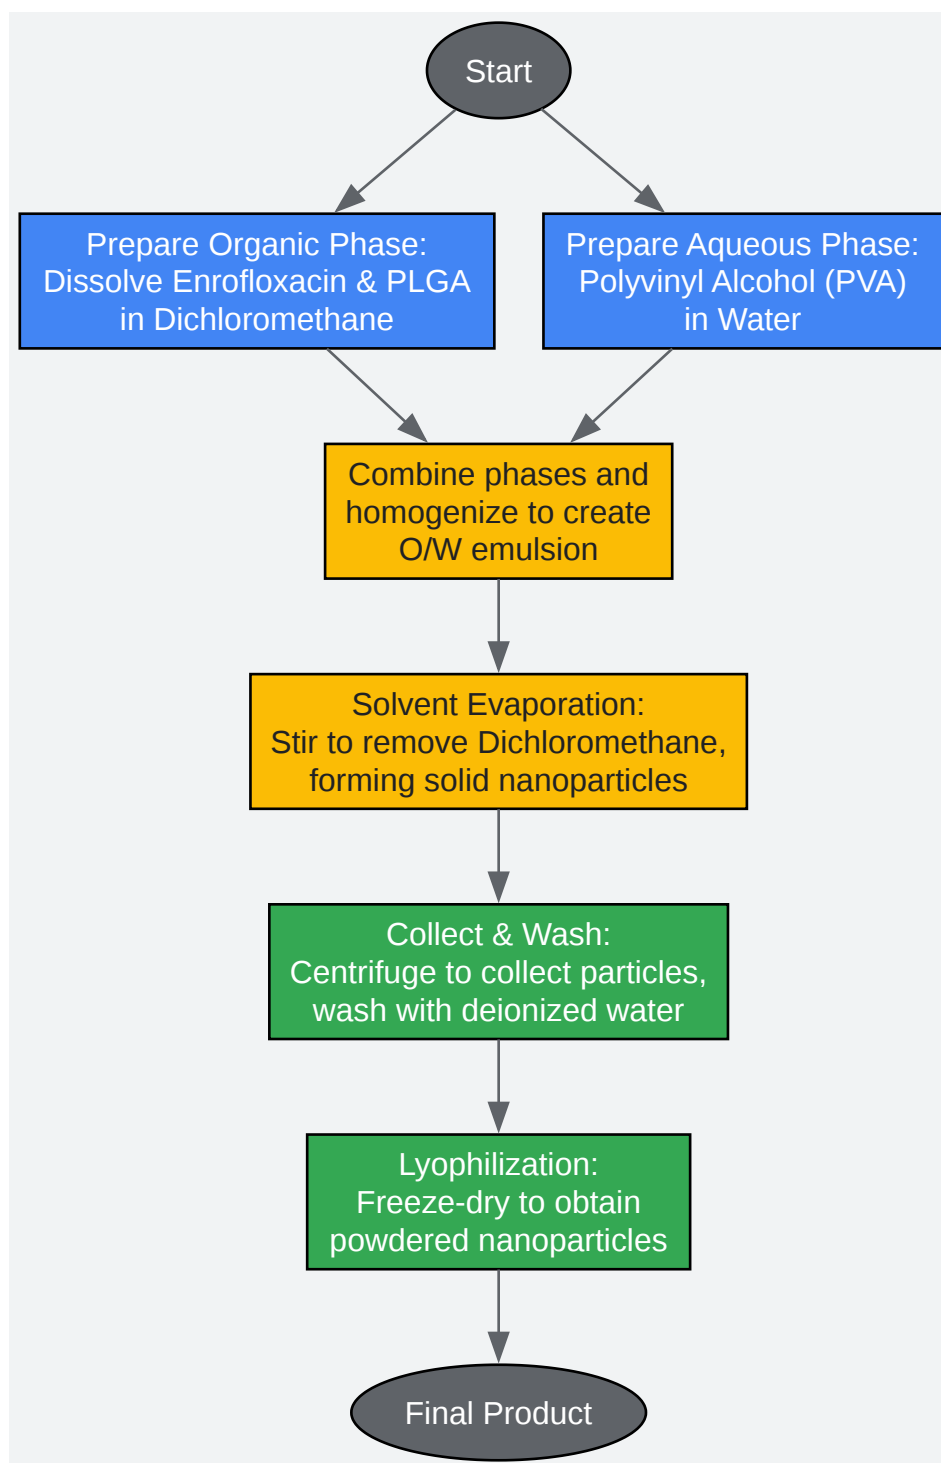 Start
Prepare Organic Phase:
Dissolve Enrofloxacin & PLGA
in Dichloromethane
Prepare Aqueous Phase:
Polyvinyl Alcohol (PVA)
in Water
Combine phases and
homogenize to create
O/W emulsion
Solvent Evaporation:
Stir to remove Dichloromethane,
forming solid nanoparticles
Collect & Wash:
Centrifuge to collect particles,
wash with deionized water
Lyophilization:
Freeze-dry to obtain
powdered nanoparticles
Final Product